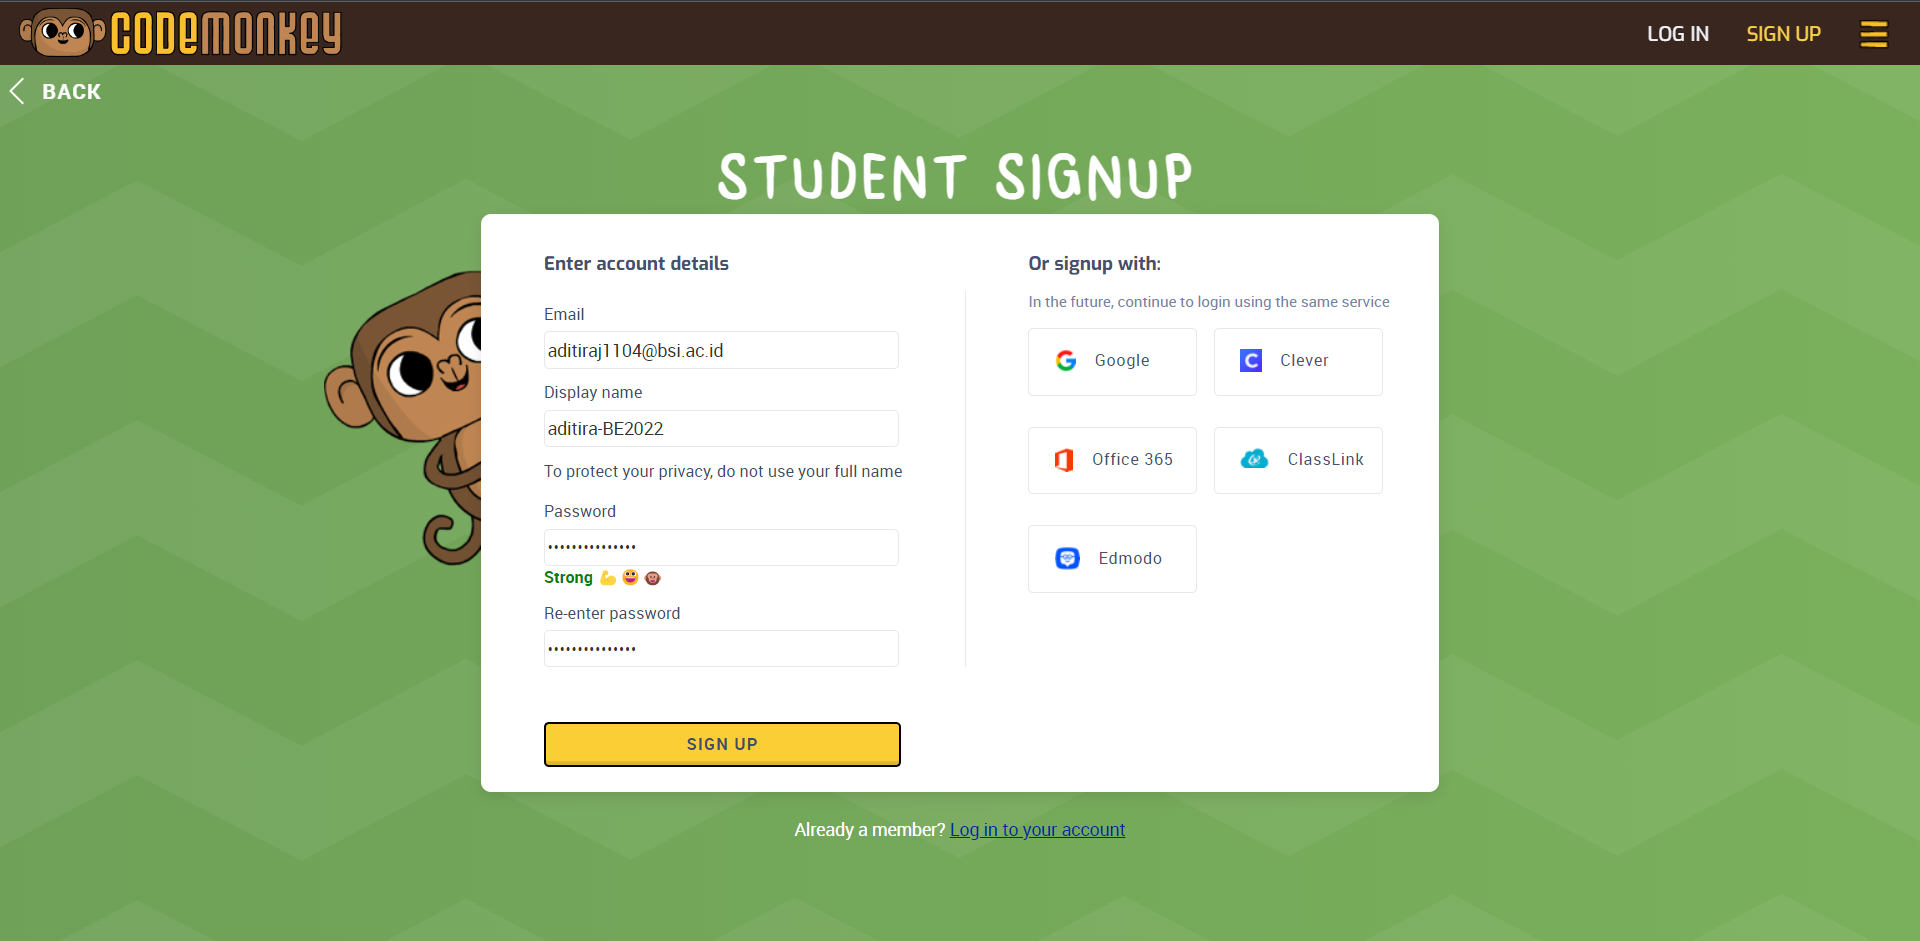 CODEMONKEY
LOG IN
SIGN UP
BACK
STUDENT SIGNUP
Enter account details
Email
aditiraj1104@bsi.ac.id
Display name
aditira-BE2022
To protect your privacy, do not use your full name
Password
•••••••••••••••
Strong 💪 😀 🐵
Re-enter password
•••••••••••••••
SIGN UP
Or signup with:
In the future, continue to login using the same service
Google
Clever
Office 365
ClassLink
Edmodo
Already a member? Log in to your account